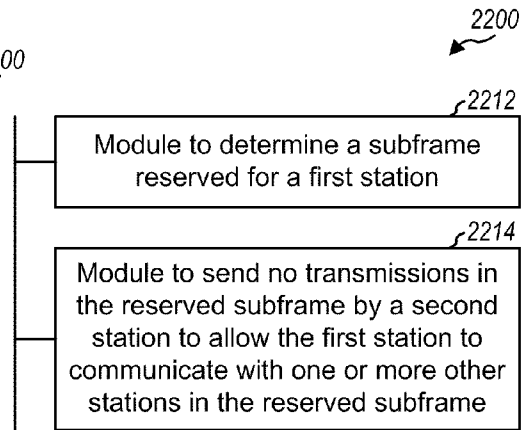 2200
00
2212
Module to determine a subframe
reserved for a first station
2214
Module to send no transmissions in
the reserved subframe by a second
station to allow the first station to
communicate with one or more other
stations in the reserved subframe